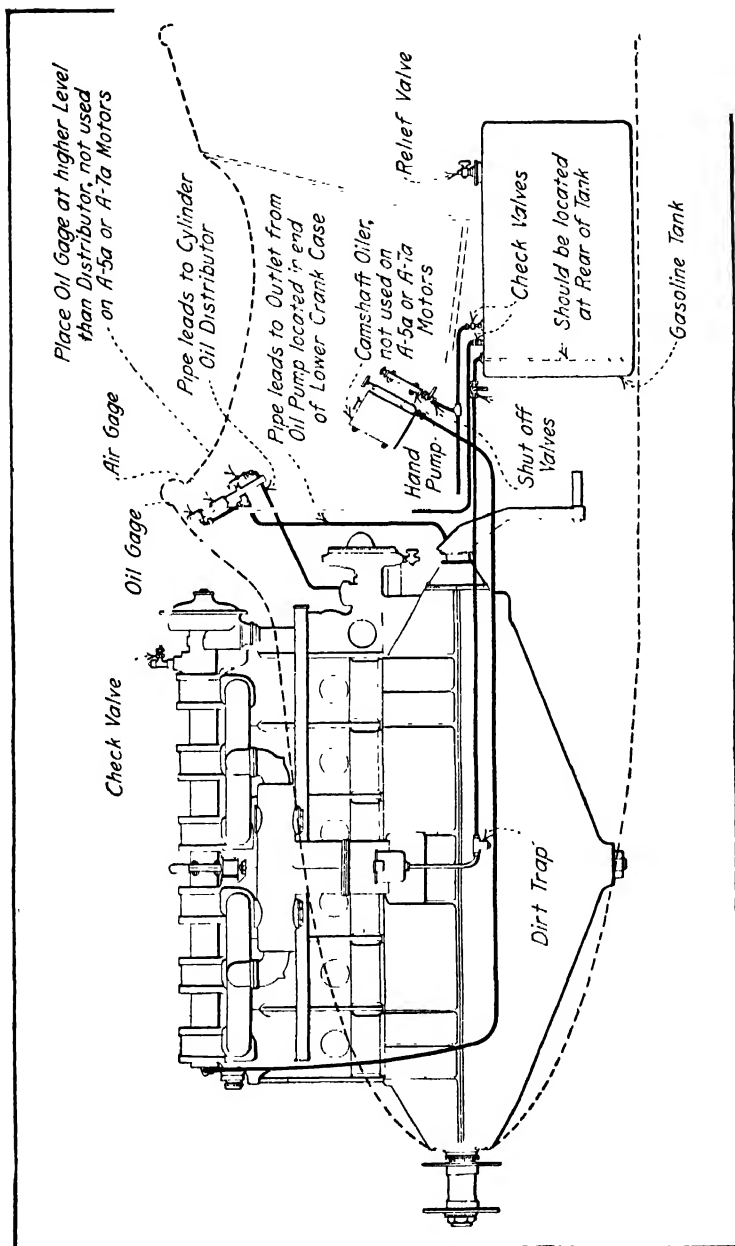 Place Oil Gage at higher Level
than Distributor, not used
on A-5a or A-7a Motors
Air Gage
Oil Gage
Check Valve
Pipe leads to Cylinder
Oil Distributor
Pipe leads to Outlet from
Oil Pump located in end
of Lower Crank Case
Camshaft Oiler,
not used on
A-5a or A-7a
Motors
Relief Valve
Hand
Pump
Shut off
Valves
Check Valves
Should be located
at Rear of Tank
Gasoline Tank
Dirt Trap